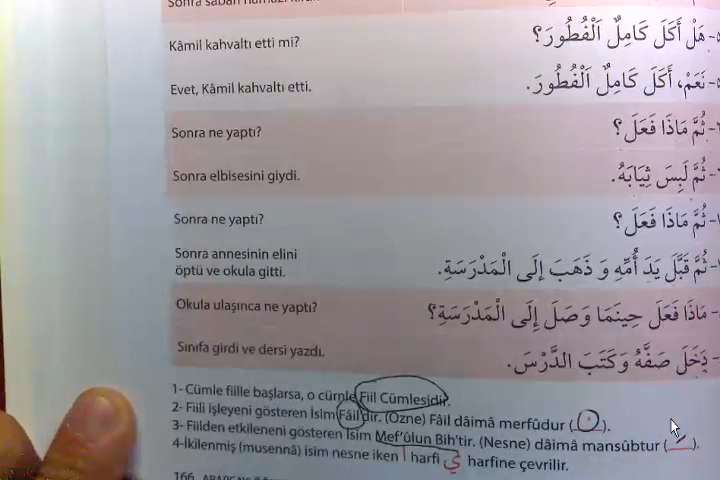 Kâmil kahvaltı etti mi? هَلْ أَكَلَ كَامِلٌ اَلْفُطُورَ؟
Evet, Kâmil kahvaltı etti. نَعَمْ، أَكَلَ كَامِلٌ اَلْفُطُورَ.
Sonra ne yaptı? ثُمَّ مَاذَا فَعَلَ؟
Sonra elbisesini giydi. ثُمَّ لَبِسَ ثِيَابَهُ.
Sonra ne yaptı? ثُمَّ مَاذَا فَعَلَ؟
Sonra annesinin elini
öptü ve okula gitti. ثُمَّ قَبَّلَ يَدَ أُمِّهِ وَ ذَهَبَ إِلَى الْمَدْرَسَةِ.
Okula ulaşınca ne yaptı? مَاذَا فَعَلَ حِينَمَا وَصَلَ إِلَى الْمَدْرَسَةِ؟
Sınıfa girdi ve dersi yazdı. دَخَلَ صَفَّهُ وَكَتَبَ الدَّرْسَ.
1- Cümle fiille başlarsa, o cümle Fiil Cümlesidir.
2- Fiili işleyeni gösteren İsim Fâil'dir. (Özne) Fâil dâimâ merfûdur (ـُ).
3- Fiilden etkileneni gösteren İsim Mef'ûlun Bih'tir. (Nesne) dâimâ mansûbtur (ـَ).
4-İkilenmiş (musennâ) isim nesne iken ا harfi ي harfine çevrilir.
166